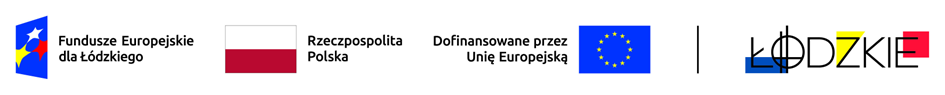 Fundusze Europejskie
dla Łódzkiego
Rzeczpospolita
Polska
Dofinansowane przez
Unię Europejską
ŁÓDZKIE